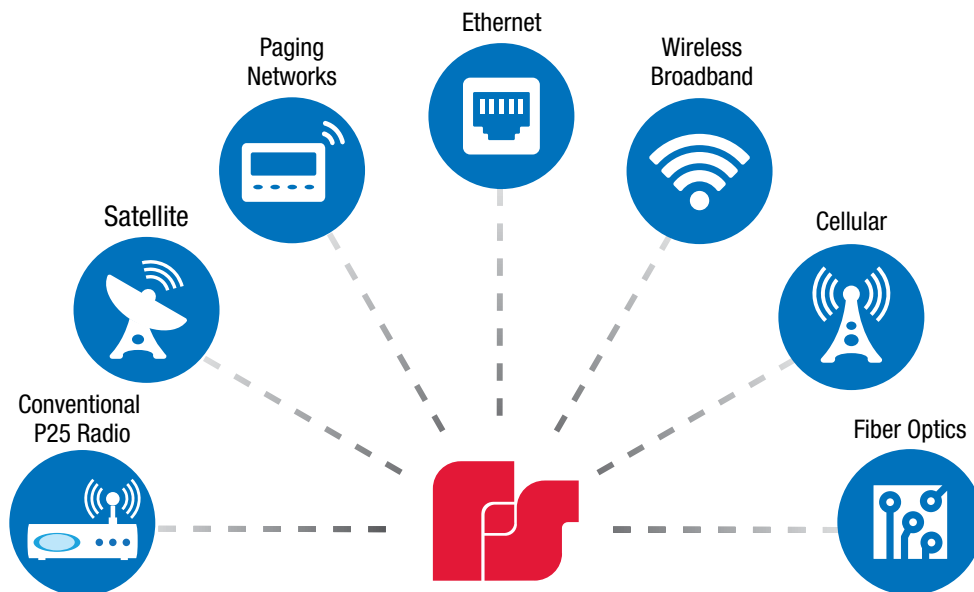 Ethernet
Paging
Networks
Wireless
Broadband
Satellite
Cellular
Conventional
P25 Radio
Fiber Optics